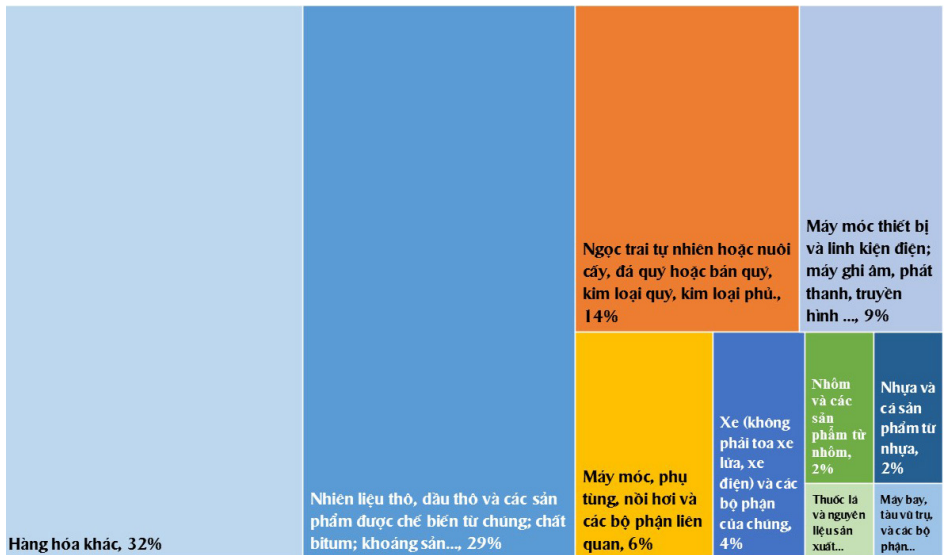 Hàng hóa khác, 32%
Nhiên liệu thô, dầu thô và các sản
phẩm được chế biến từ chúng; chất
bitum; khoáng sản..., 29%
Ngọc trai tự nhiên hoặc nuôi
cấy, đá quý hoặc bán quý,
kim loại quý, kim loại phủ.,
14%
Máy móc thiết bị
và linh kiện điện;
máy ghi âm, phát
thanh, truyền
hình ..., 9%
Máy móc, phụ
tùng, nồi hơi và
các bộ phận liên
quan, 6%
Xe (không
phải toa xe
lửa, xe
điện) và các
bộ phận
của chúng,
4%
Nhôm
và các
sản
phẩm từ
nhôm,
2%
Nhựa và
cá sản
phẩm từ
nhựa,
2%
Thuốc lá
và nguyên
liệu sản
xuất...
Máy bay,
tàu vũ trụ,
và các bộ
phận...